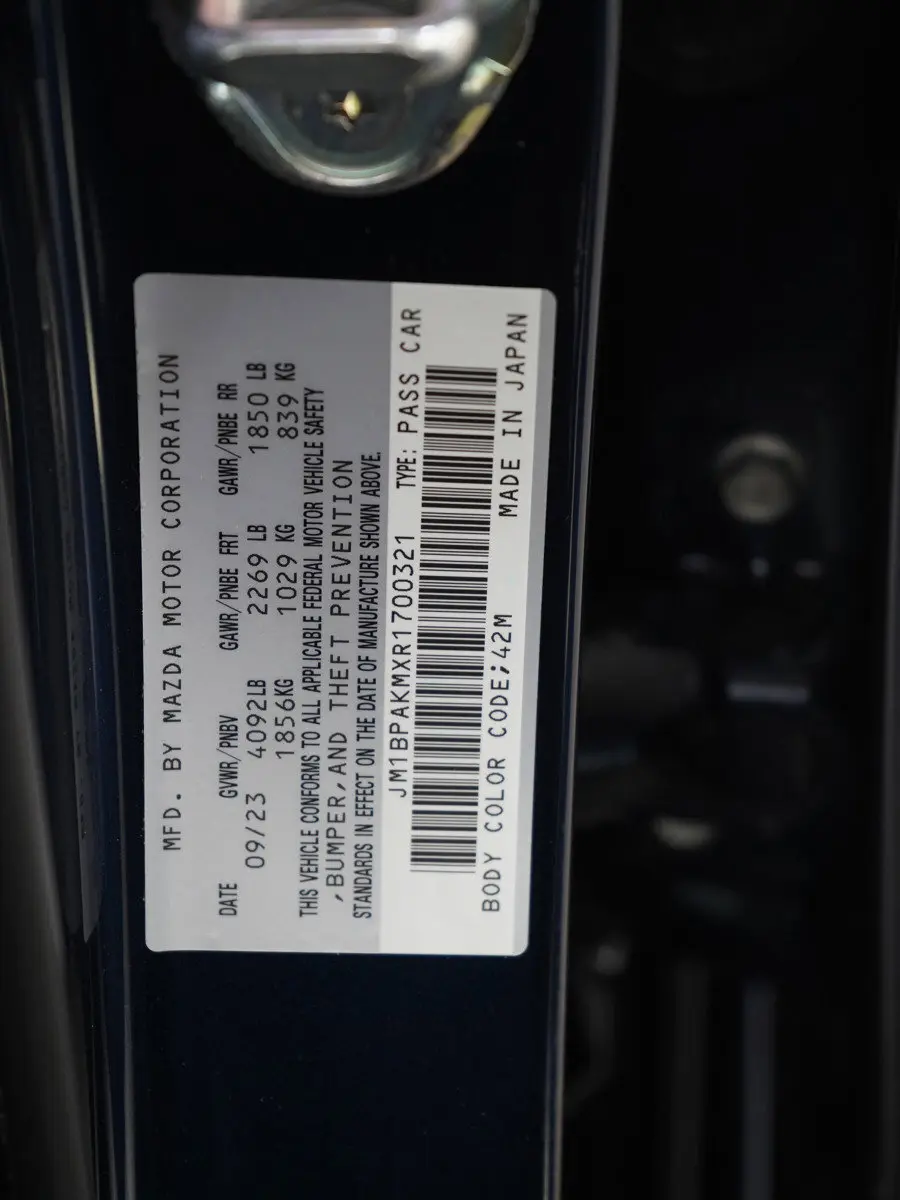 MFD. BY MAZDA MOTOR CORPORATION
DATE GVWR/PNBV GAWR/PNBE FRT GAWR/PNBE RR
09/23 4092LB 2269 LB 1850 LB
1856KG 1029 KG 839 KG
THIS VEHICLE CONFORMS TO ALL APPLICABLE FEDERAL MOTOR VEHICLE SAFETY
,BUMPER,AND THEFT PREVENTION
STANDARDS IN EFFECT ON THE DATE OF MANUFACTURE SHOWN ABOVE.
JM1BPAKMXR1700321 TYPE: PASS CAR
BODY COLOR CODE;42M MADE IN JAPAN